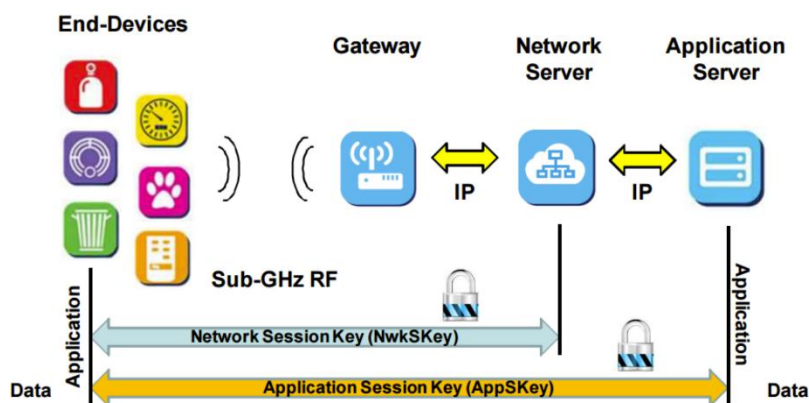 End-Devices
Gateway
Network
Server
Application
Server
IP
IP
Sub-GHz RF
Application
Application
Network Session Key (NwkSKey)
Data
Application Session Key (AppSKey)
Data